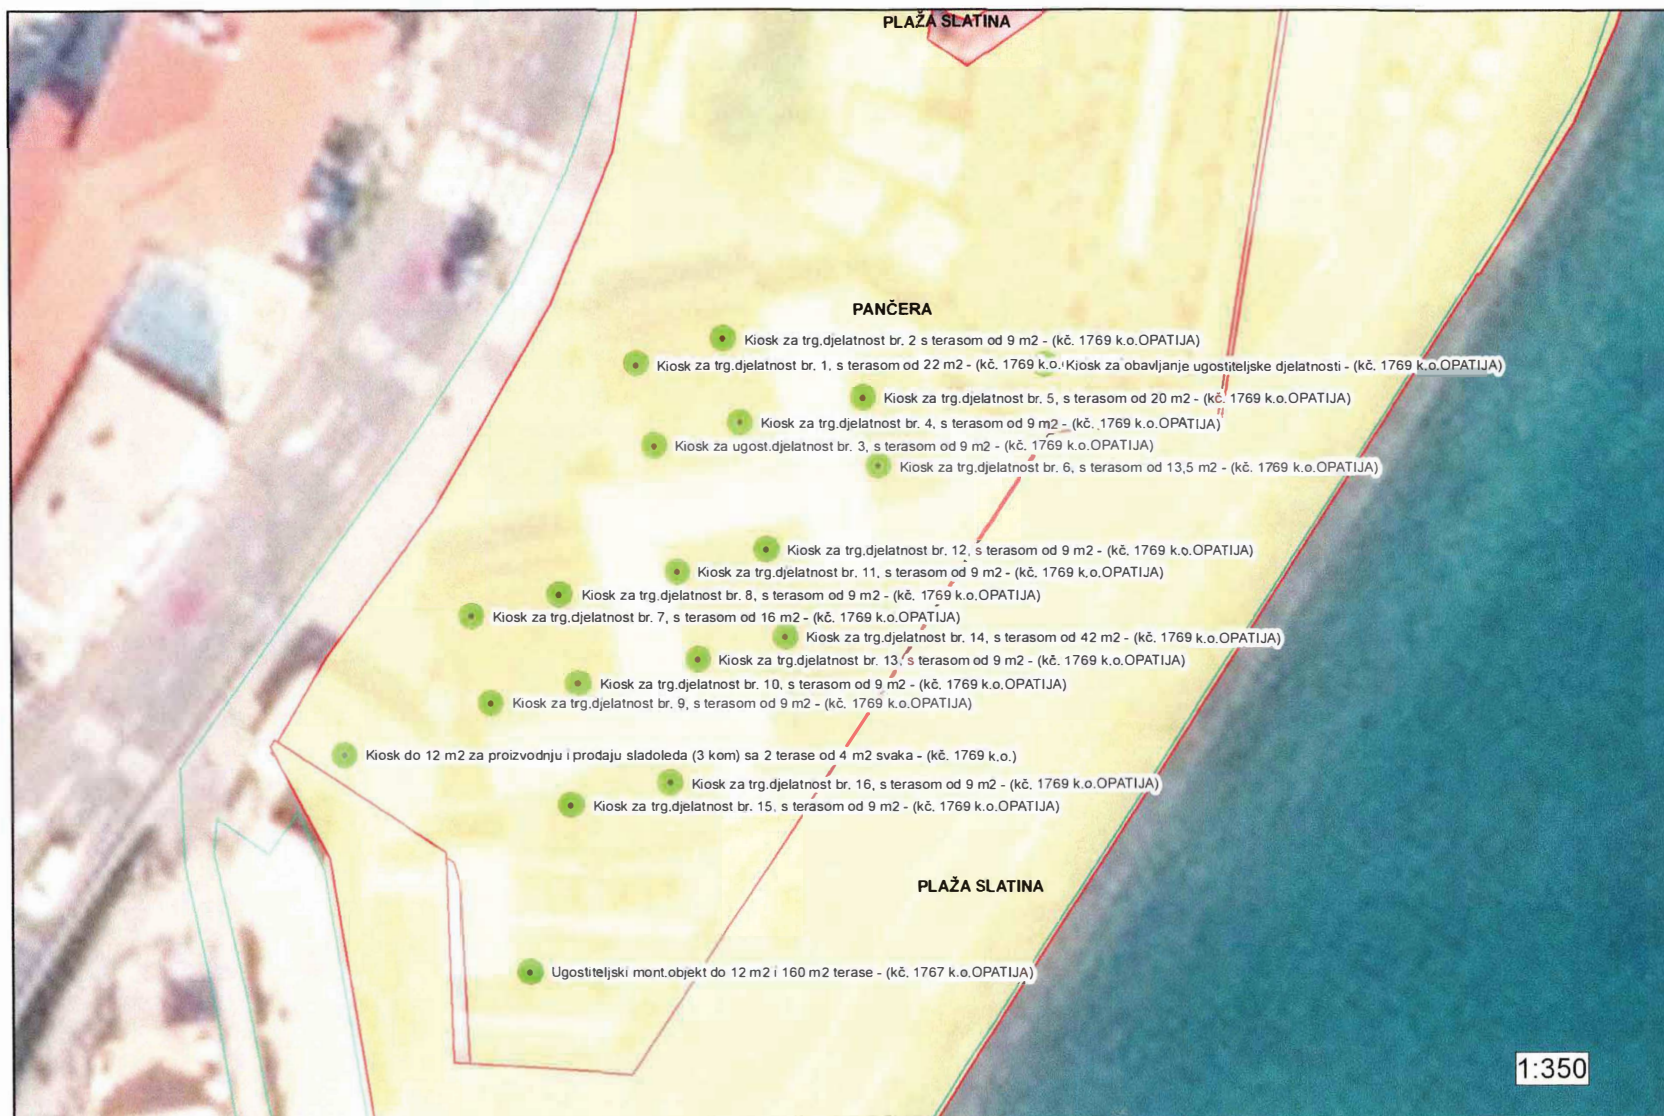 PLAŽA SLATINA
PANČERA
Kiosk za trg.djelatnost br. 2 s terasom od 9 m2 - (kč. 1769 k.o.OPATIJA)
Kiosk za trg.djelatnost br. 1, s terasom od 22 m2 - (kč. 1769 k.o.
Kiosk za obavljanje ugostiteljske djelatnosti - (kč. 1769 k.o.OPATIJA)
Kiosk za trg.djelatnost br. 5, s terasom od 20 m2 - (kč. 1769 k.o.OPATIJA)
Kiosk za trg.djelatnost br. 4, s terasom od 9 m2 - (kč. 1769 k.o.OPATIJA)
Kiosk za ugost.djelatnost br. 3, s terasom od 9 m2 - (kč. 1769 k.o.OPATIJA)
Kiosk za trg.djelatnost br. 6, s terasom od 13,5 m2 - (kč. 1769 k.o.OPATIJA)
Kiosk za trg.djelatnost br. 12, s terasom od 9 m2 - (kč. 1769 k.o.OPATIJA)
Kiosk za trg.djelatnost br. 11, s terasom od 9 m2 - (kč. 1769 k.o.OPATIJA)
Kiosk za trg.djelatnost br. 8, s terasom od 9 m2 - (kč. 1769 k.o.OPATIJA)
Kiosk za trg.djelatnost br. 7, s terasom od 16 m2 - (kč. 1769 k.o.OPATIJA)
Kiosk za trg.djelatnost br. 14, s terasom od 42 m2 - (kč. 1769 k.o.OPATIJA)
Kiosk za trg.djelatnost br. 13, s terasom od 9 m2 - (kč. 1769 k.o.OPATIJA)
Kiosk za trg.djelatnost br. 10, s terasom od 9 m2 - (kč. 1769 k.o.OPATIJA)
Kiosk za trg.djelatnost br. 9, s terasom od 9 m2 - (kč. 1769 k.o.OPATIJA)
Kiosk do 12 m2 za proizvodnju i prodaju sladoleda (3 kom) sa 2 terase od 4 m2 svaka - (kč. 1769 k.o.)
Kiosk za trg.djelatnost br. 16, s terasom od 9 m2 - (kč. 1769 k.o.OPATIJA)
Kiosk za trg.djelatnost br. 15, s terasom od 9 m2 - (kč. 1769 k.o.OPATIJA)
PLAŽA SLATINA
Ugostiteljski mont.objekt do 12 m2 i 160 m2 terase - (kč. 1767 k.o.OPATIJA)
1:350